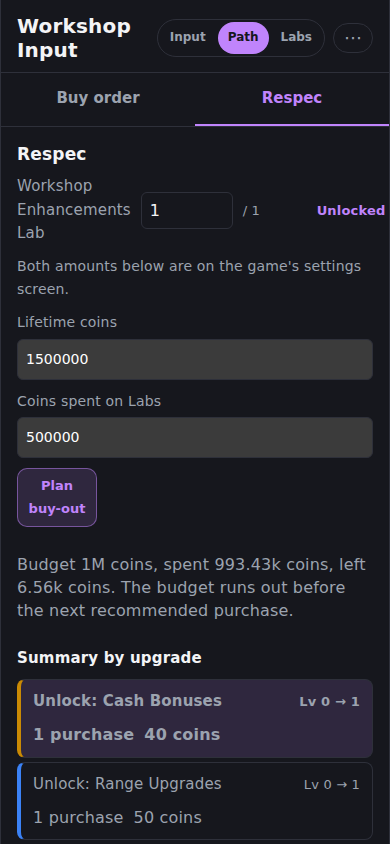 Workshop
Input
Input Path Labs ...
Buy order Respec
Respec
Workshop
Enhancements 1 / 1 Unlocked
Lab
Both amounts below are on the game's settings
screen.
Lifetime coins
1500000
Coins spent on Labs
500000
Plan
buy-out
Budget 1M coins, spent 993.43k coins, left
6.56k coins. The budget runs out before
the next recommended purchase.
Summary by upgrade
Unlock: Cash Bonuses Lv 0 → 1
1 purchase 40 coins
Unlock: Range Upgrades Lv 0 → 1
1 purchase 50 coins